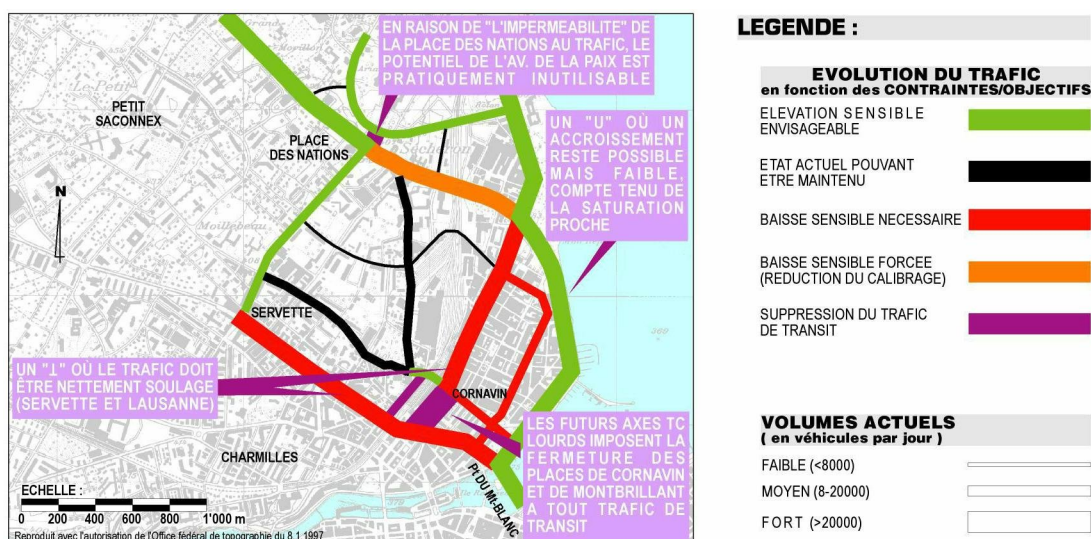 EN RAISON DE "L'IMPERMEABILITE" DE
LA PLACE DES NATIONS AU TRAFIC, LE
POTENTIEL DE L'AV. DE LA PAIX EST
PRATIQUEMENT INUTILISABLE
PETIT
SACONNEX
PLACE
DES NATIONS
Sécheron
UN "U" OÙ UN
ACCROISSEMENT
RESTE POSSIBLE
MAIS FAIBLE,
COMPTE TENU DE
LA SATURATION
PROCHE
N
Moillebeau
SERVETTE
369
UN "⊥" OÙ LE TRAFIC DOIT
ÊTRE NETTEMENT SOULAGE
(SERVETTE ET LAUSANNE)
CORNAVIN
LES FUTURS AXES TC
LOURDS IMPOSENT LA
FERMETURE DES
PLACES DE CORNAVIN
ET DE MONTBRILLANT
A TOUT TRAFIC DE
TRANSIT
CHARMILLES
Pt DU Mt-BLANC
ECHELLE :
0 200 400 600 800 1'000 m
Reproduit avec l'autorisation de l'Office fédéral de topographie du 8.1.1997
LEGENDE :
EVOLUTION DU TRAFIC
en fonction des CONTRAINTES/OBJECTIFS
ELEVATION SENSIBLE
ENVISAGEABLE
ETAT ACTUEL POUVANT
ETRE MAINTENU
BAISSE SENSIBLE NECESSAIRE
BAISSE SENSIBLE FORCEE
(REDUCTION DU CALIBRAGE)
SUPPRESSION DU TRAFIC
DE TRANSIT
VOLUMES ACTUELS
( en véhicules par jour )
FAIBLE (<8000)
MOYEN (8-20000)
FORT (>20000)